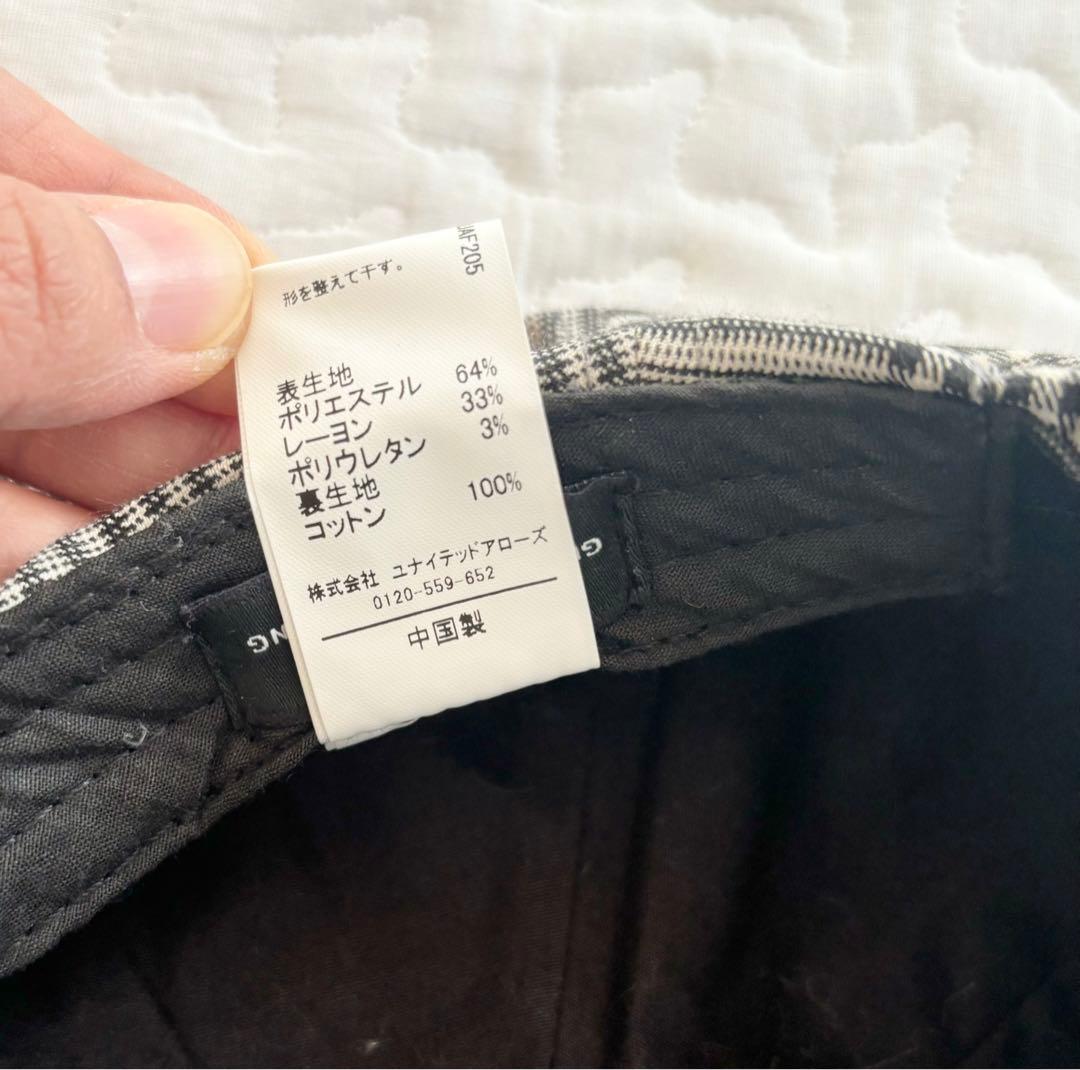 形を整えて干す。
UAF205
表生地
ポリエステル 64%
レーヨン 33%
ポリウレタン 3%
裏生地
コットン 100%
株式会社 ユナイテッドアローズ
0120-559-652
中国製